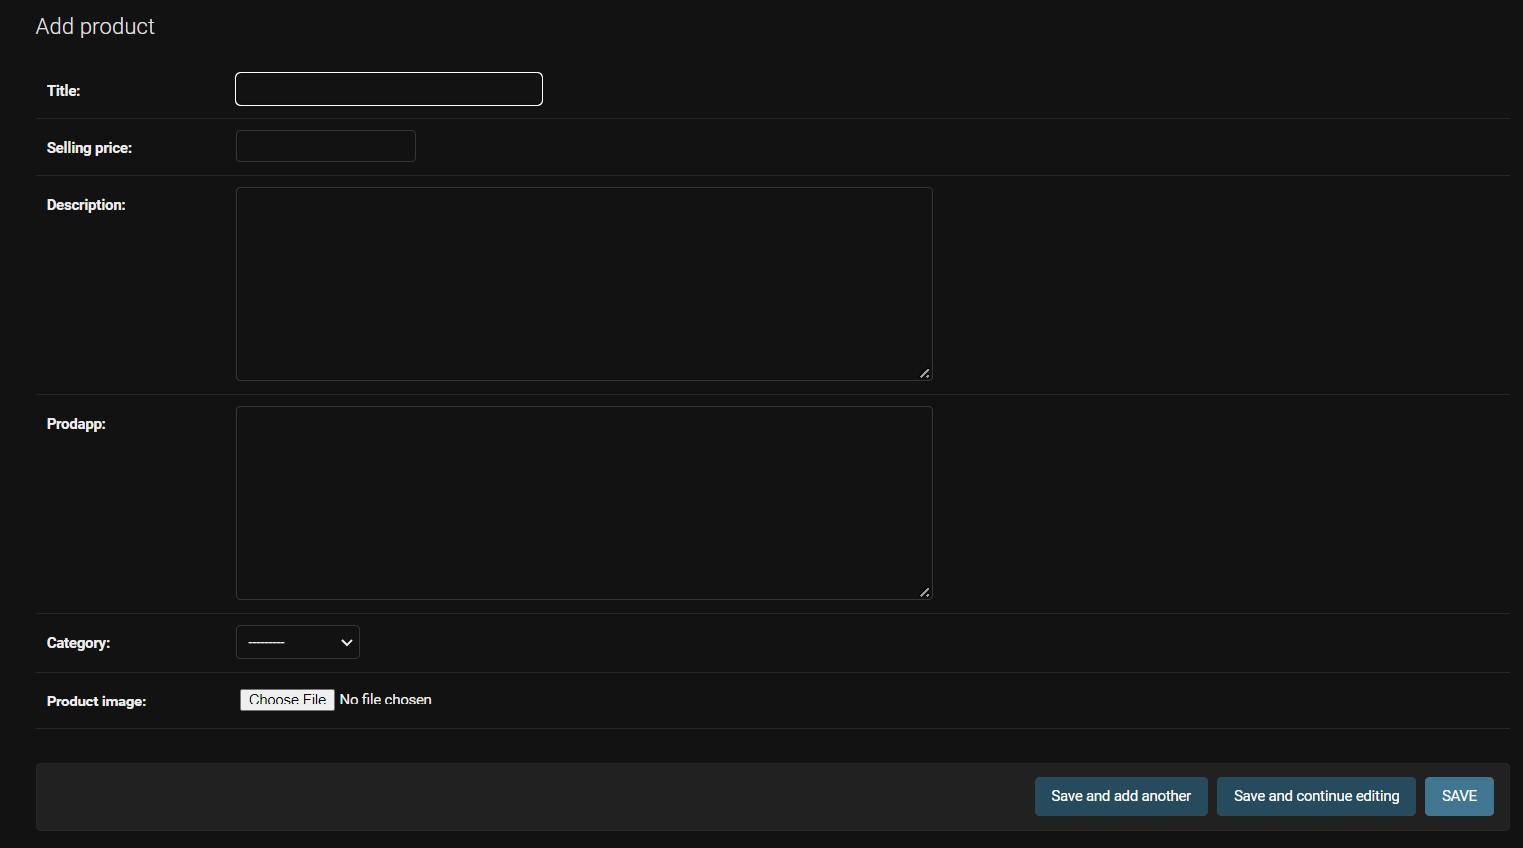 Add product
Title:
Selling price:
Description:
Prodapp:
Category: ---------
Product image: Choose File No file chosen
Save and add another Save and continue editing SAVE